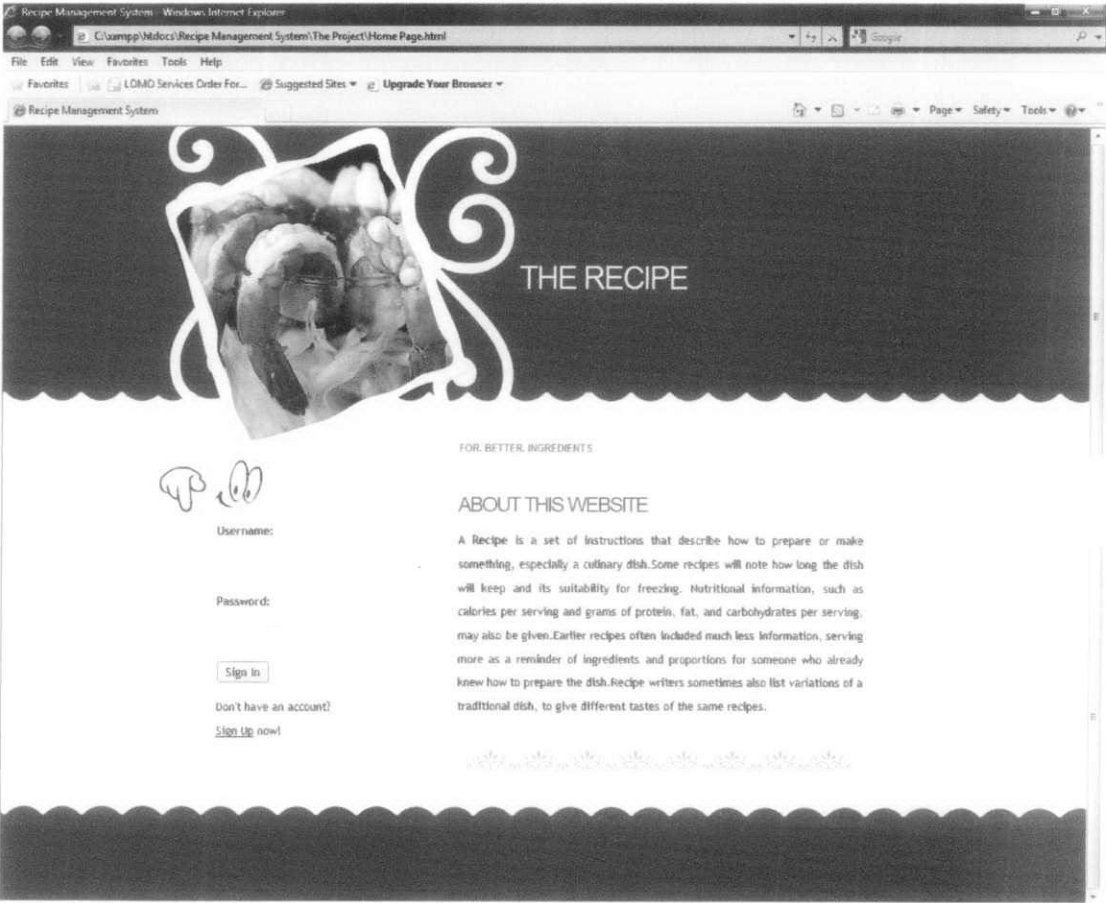 Recipe Management System - Windows Internet Explorer
C:\xampp\htdocs\Recipe Management System\The Project\Home Page.html
Google
File Edit View Favorites Tools Help
Favorites LOMO Services Order For... Suggested Sites Upgrade Your Browser
Recipe Management System
Page Safety Tools
THE RECIPE
FOR. BETTER. INGREDIENTS
Username:
Password:
Sign in
Don't have an account?
Sign Up now!
ABOUT THIS WEBSITE
A Recipe is a set of instructions that describe how to prepare or make
something, especially a culinary dish.Some recipes will note how long the dish
will keep and its suitability for freezing. Nutritional information, such as
calories per serving and grams of protein, fat, and carbohydrates per serving,
may also be given.Earlier recipes often included much less information, serving
more as a reminder of ingredients and proportions for someone who already
knew how to prepare the dish.Recipe writers sometimes also list variations of a
traditional dish, to give different tastes of the same recipes.